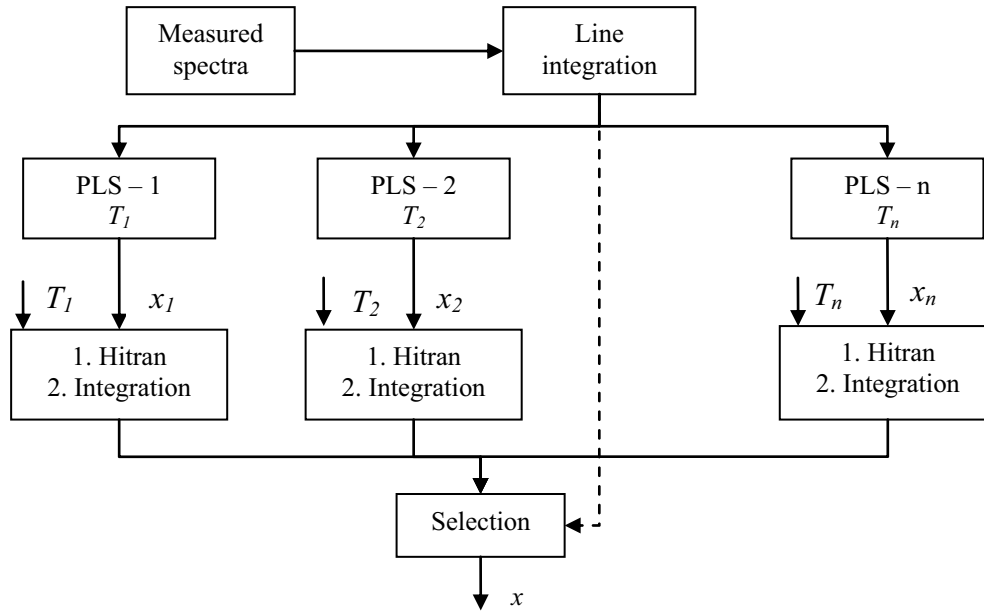 Measured
spectra
Line
integration
PLS – 1
T1
PLS – 2
T2
PLS – n
Tn
T1
x1
T2
x2
Tn
xn
1. Hitran
2. Integration
1. Hitran
2. Integration
1. Hitran
2. Integration
Selection
x